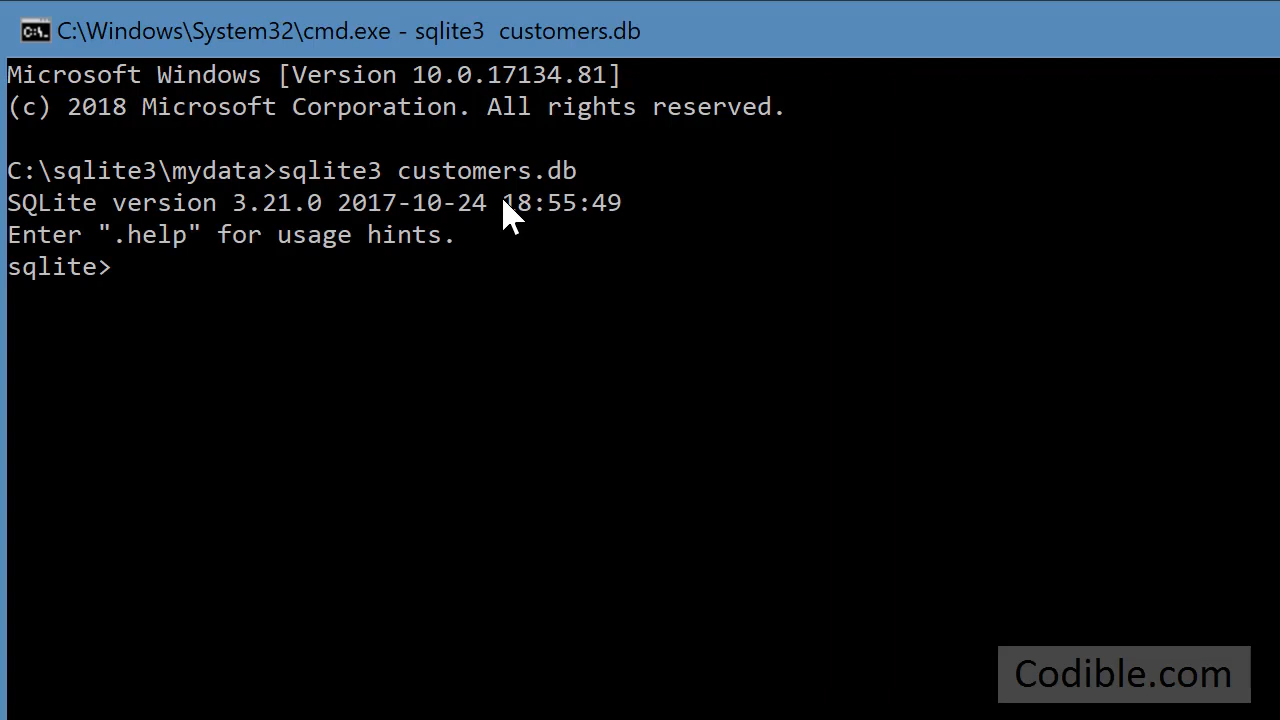 C:\Windows\System32\cmd.exe - sqlite3  customers.db
Microsoft Windows [Version 10.0.17134.81]
(c) 2018 Microsoft Corporation. All rights reserved.
C:\sqlite3\mydata>sqlite3 customers.db
SQLite version 3.21.0 2017-10-24 18:55:49
Enter ".help" for usage hints.
sqlite>
Codible.com